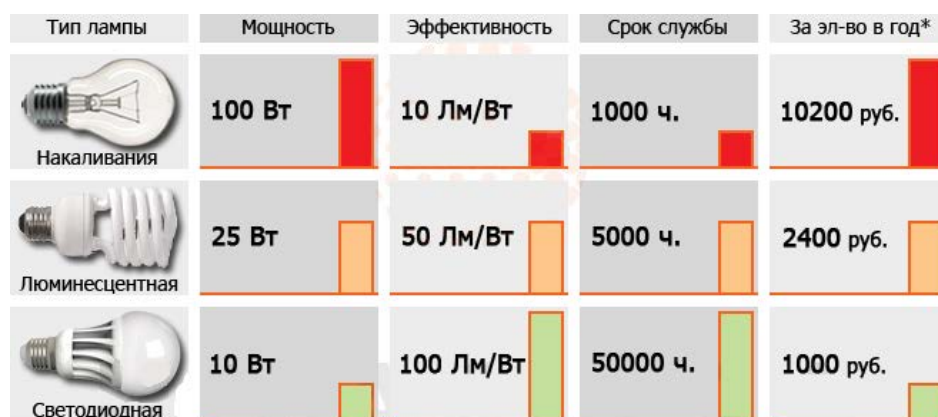 Тип лампы Мощность Эффективность Срок службы За эл-во в год*
100 Вт 10 Лм/Вт 1000 ч. 10200 руб.
Накаливания
25 Вт 50 Лм/Вт 5000 ч. 2400 руб.
Люминесцентная
10 Вт 100 Лм/Вт 50000 ч. 1000 руб.
Светодиодная